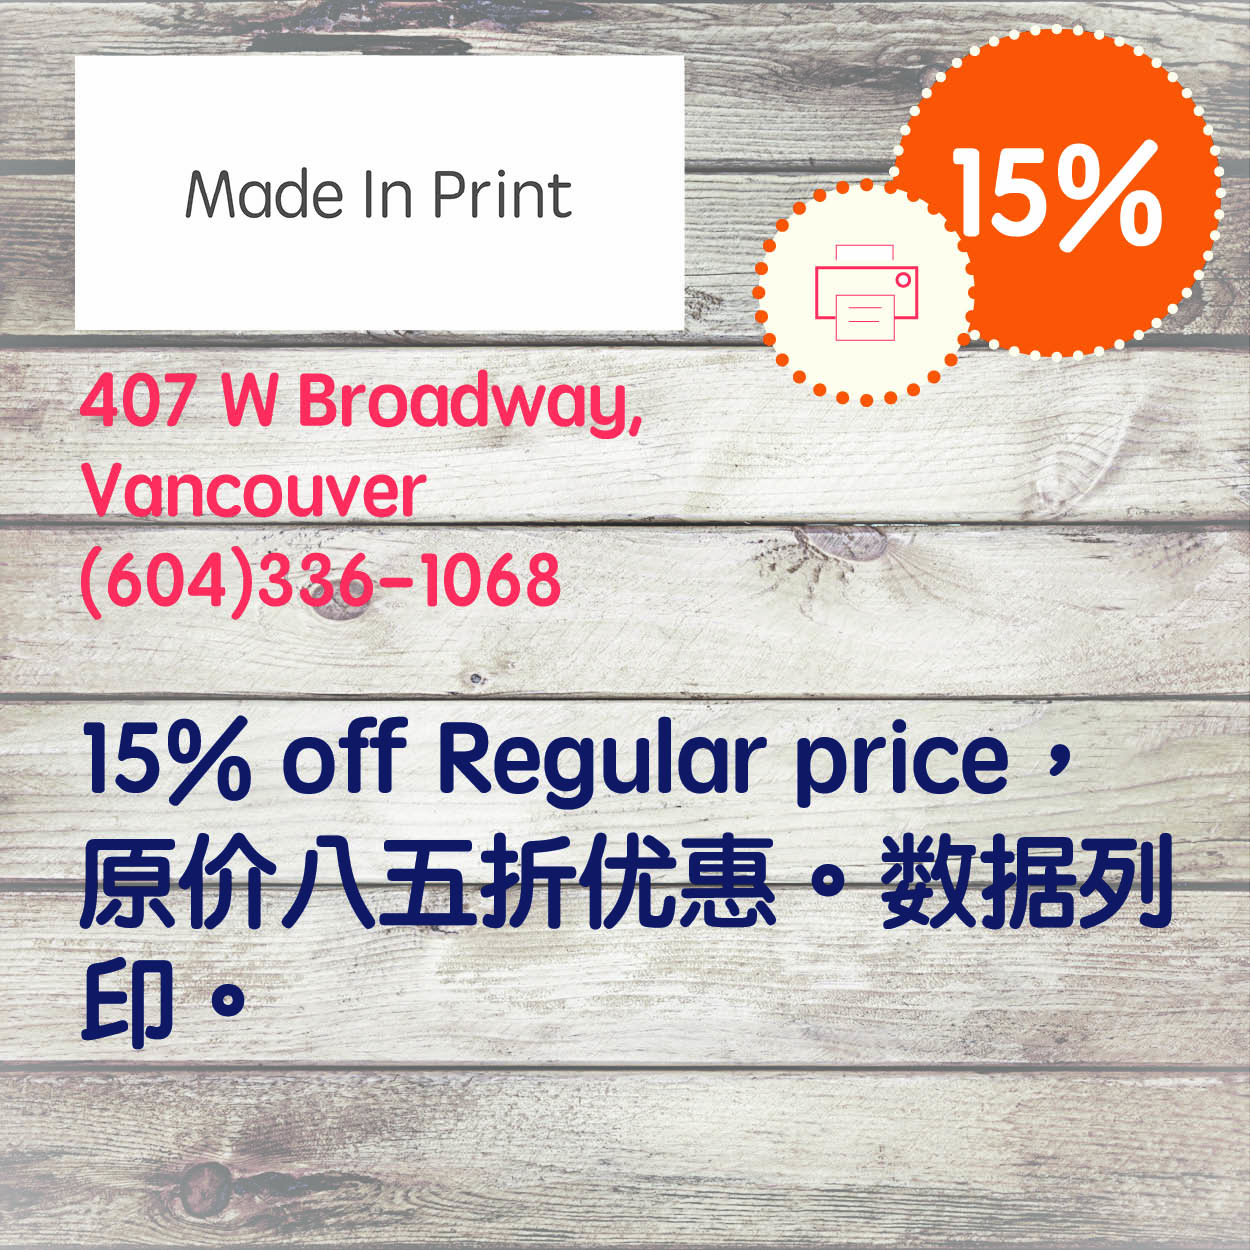 Made In Print
15%
407 W Broadway,
Vancouver
(604)336-1068
15% off Regular price，
原价八五折优惠。数据列
印。